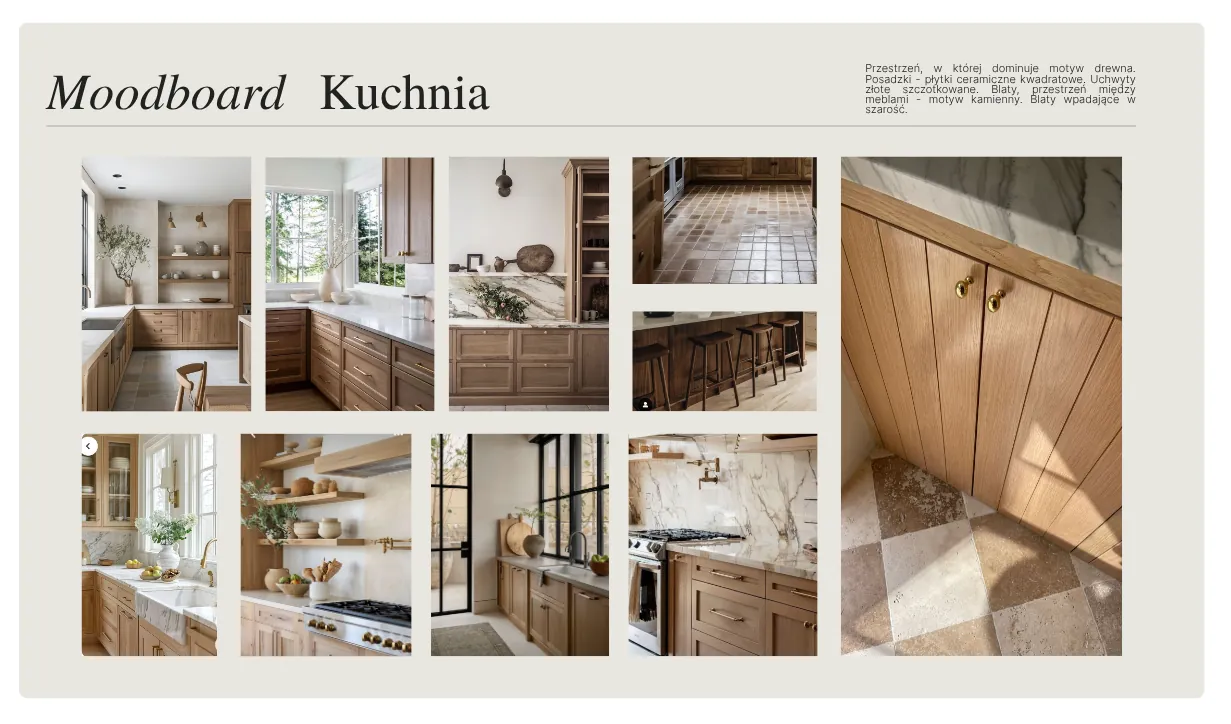 Moodboard Kuchnia
Przestrzeń, w której dominuje motyw drewna.
Posadzki - płytki ceramiczne kwadratowe. Uchwyty
złote szczotkowane. Blaty, przestrzeń między
meblami - motyw kamienny. Blaty wpadające w
szarość.